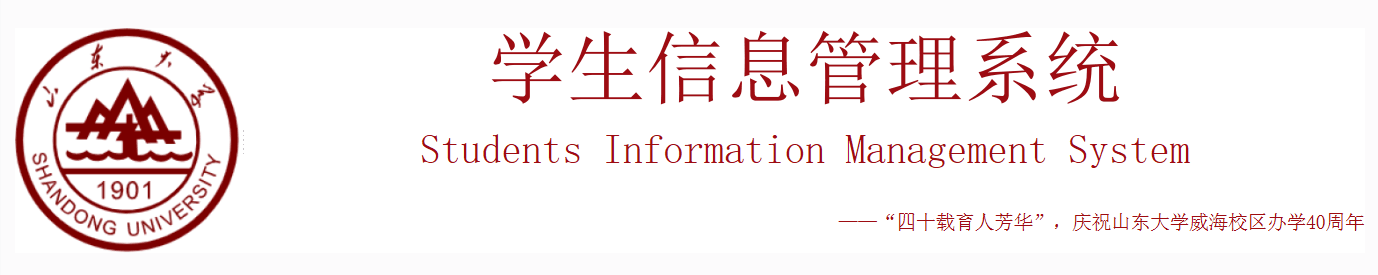 山东大学
1901
SHANDONG UNIVERSITY
学生信息管理系统
Students Information Management System
——“四十载育人芳华”，庆祝山东大学威海校区办学40周年